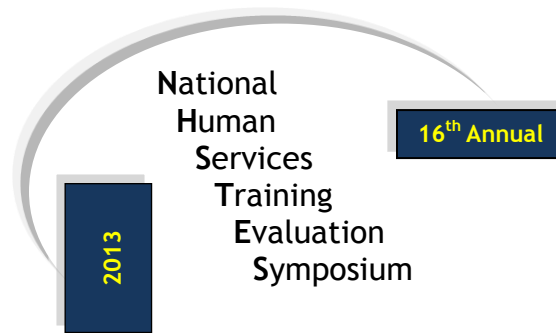 National
Human
Services
Training
Evaluation
Symposium
16th Annual
2013